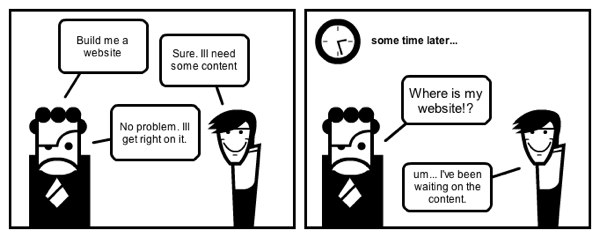 Build me a
website
Sure. Ill need
some content
No problem. Ill
get right on it.
some time later...
Where is my
website!?
um... I've been
waiting on the
content.